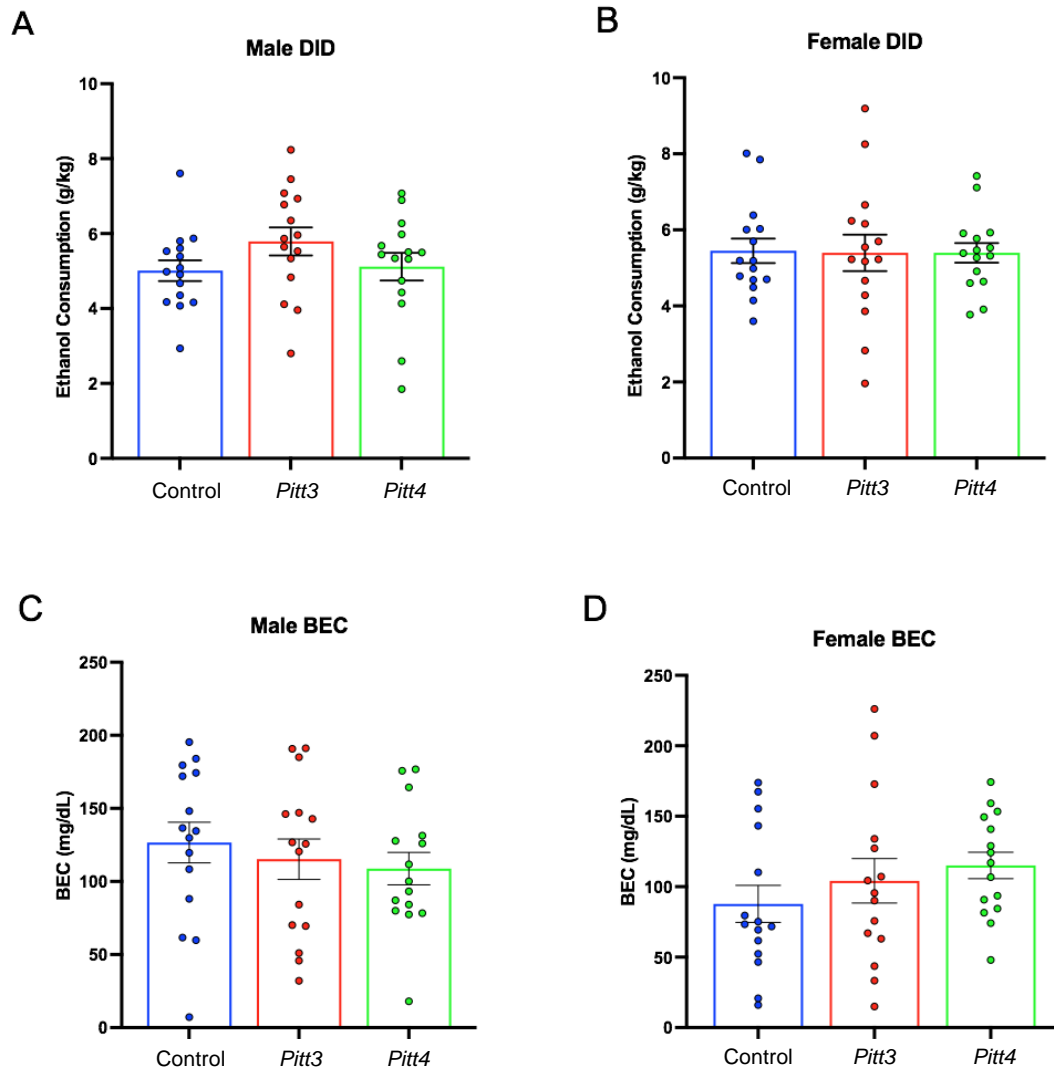 A
Male DID
Ethanol Consumption (g/kg)
10
8
6
4
2
0
Control
Pitt3
Pitt4
B
Female DID
Ethanol Consumption (g/kg)
10
8
6
4
2
0
Control
Pitt3
Pitt4
C
Male BEC
BEC (mg/dL)
250
200
150
100
50
0
Control
Pitt3
Pitt4
D
Female BEC
BEC (mg/dL)
250
200
150
100
50
0
Control
Pitt3
Pitt4